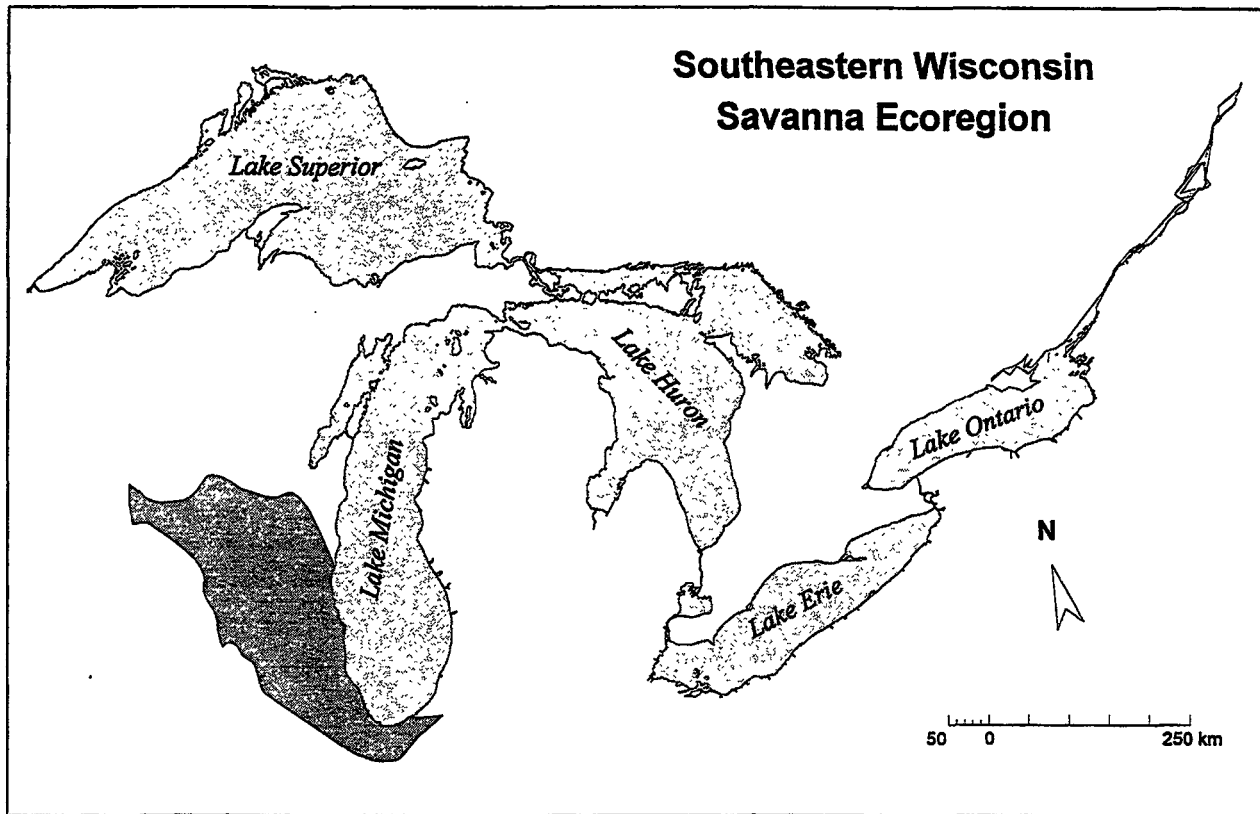 Southeastern Wisconsin
Savanna Ecoregion
Lake Superior
Lake Huron
Lake Michigan
Lake Ontario
Lake Erie
N
50 0 250 km